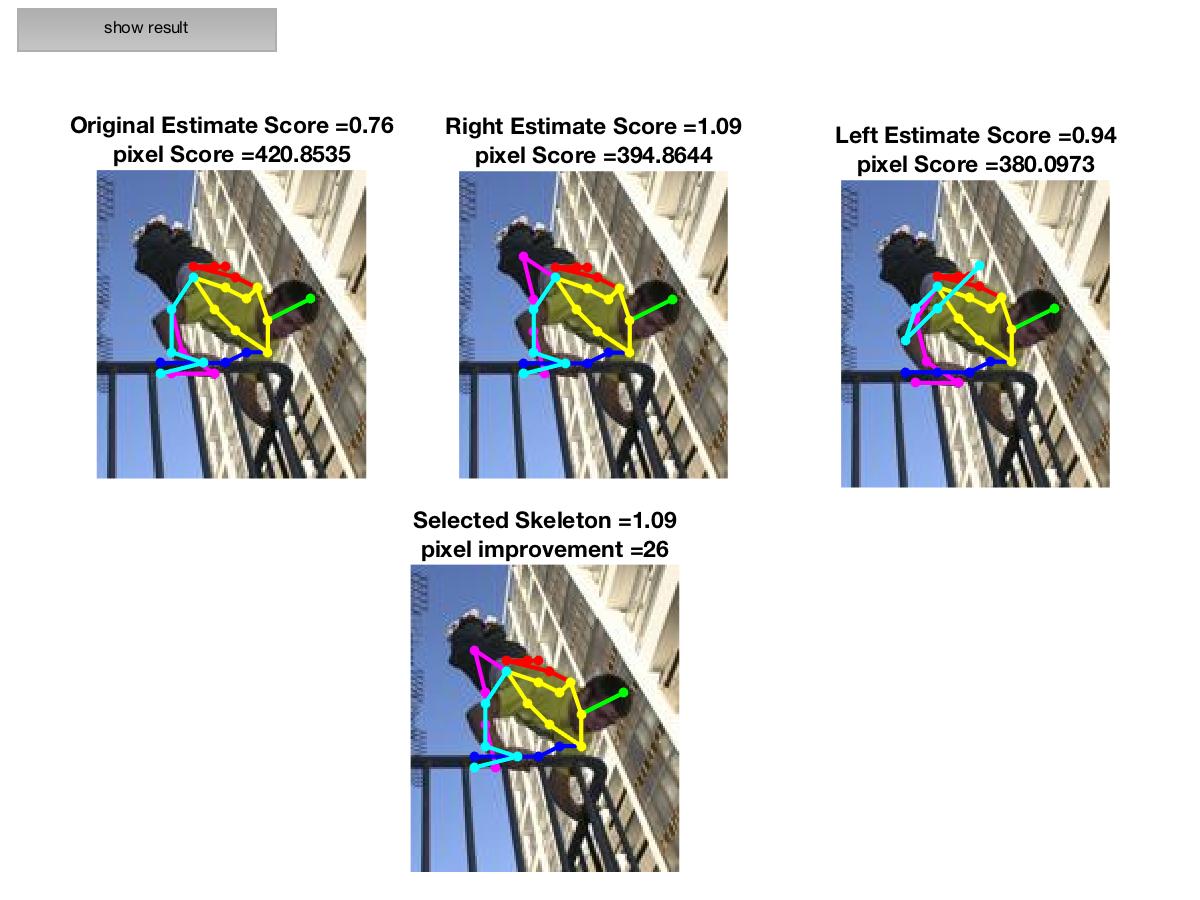 show result
Original Estimate Score =0.76
pixel Score =420.8535
Right Estimate Score =1.09
pixel Score =394.8644
Left Estimate Score =0.94
pixel Score =380.0973
Selected Skeleton =1.09
pixel improvement =26